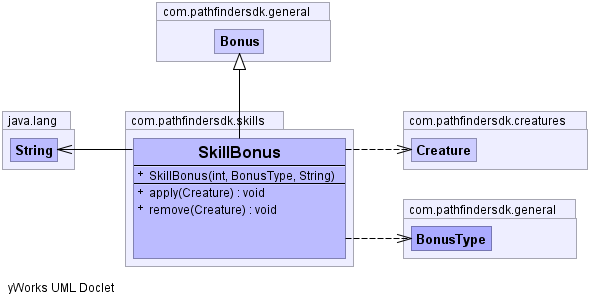 com.pathfindersdk.general
Bonus
java.lang
String
com.pathfindersdk.skills
SkillBonus
+ SkillBonus(int, BonusType, String)
+ apply(Creature) : void
+ remove(Creature) : void
com.pathfindersdk.creatures
Creature
com.pathfindersdk.general
BonusType
yWorks UML Doclet